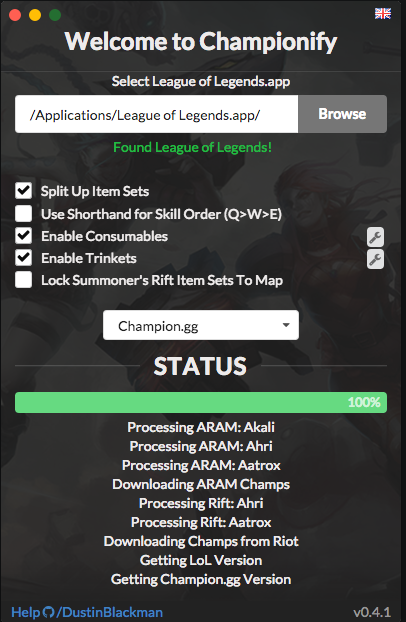 Welcome to Championify
Select League of Legends.app
/Applications/League of Legends.app/ Browse
Found League of Legends!
Split Up Item Sets
Use Shorthand for Skill Order (Q>W>E)
Enable Consumables
Enable Trinkets
Lock Summoner's Rift Item Sets To Map
Champion.gg
STATUS
100%
Processing ARAM: Akali
Processing ARAM: Ahri
Processing ARAM: Aatrox
Downloading ARAM Champs
Processing Rift: Ahri
Processing Rift: Aatrox
Downloading Champs from Riot
Getting LoL Version
Getting Champion.gg Version
Help /DustinBlackman v0.4.1